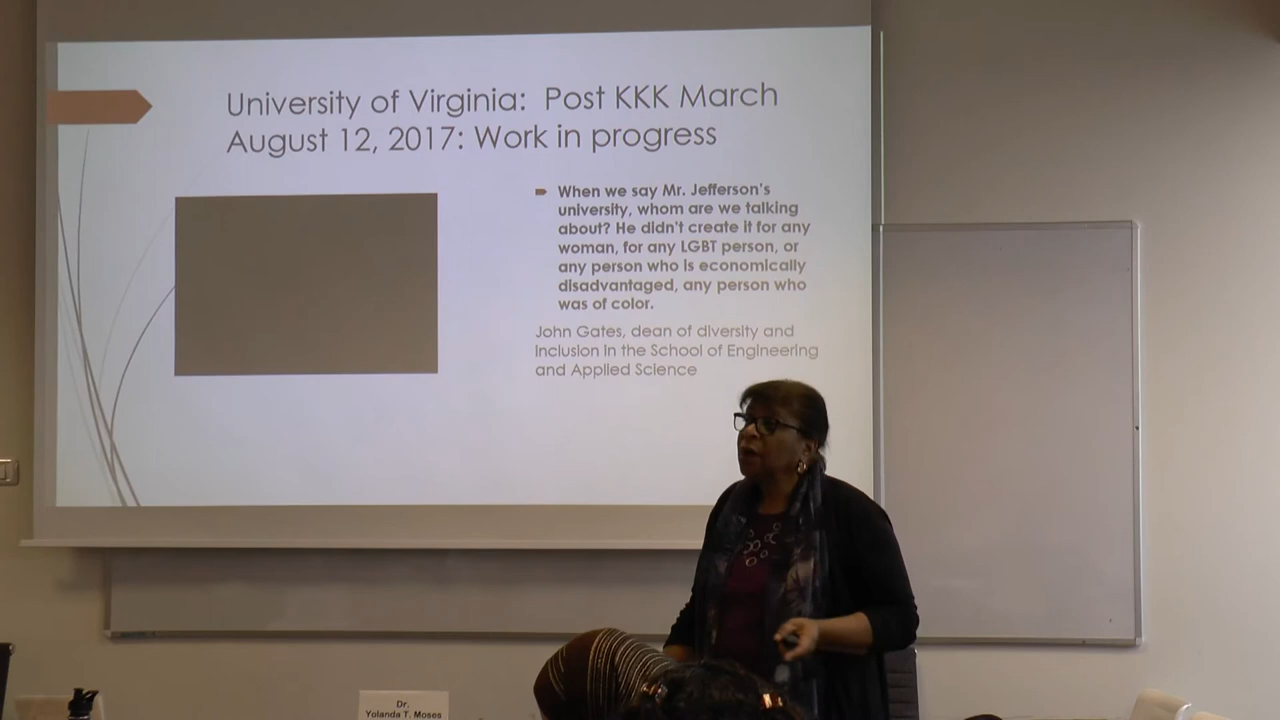 University of Virginia: Post KKK March
August 12, 2017: Work in progress
When we say Mr. Jefferson's
university, whom are we talking
about? He didn't create it for any
woman, for any LGBT person, or
any person who is economically
disadvantaged, any person who
was of color.
John Gates, dean of diversity and
inclusion in the School of Engineering
and Applied Science
Dr.
Yolanda T. Moses